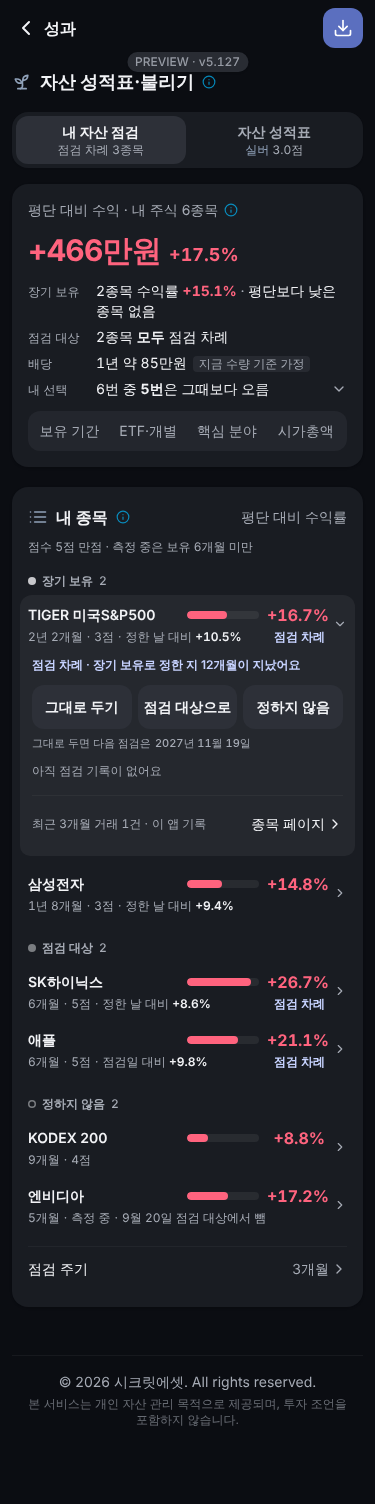 성과
PREVIEW · v5.127
자산 성적표·불리기
내 자산 점검
점검 차례 3종목
자산 성적표
실버 3.0점
평단 대비 수익 · 내 주식 6종목
+466만원 +17.5%
장기 보유 2종목 수익률 +15.1% · 평단보다 낮은
종목 없음
점검 대상 2종목 모두 점검 차례
배당 1년 약 85만원 지금 수량 기준 가정
내 선택 6번 중 5번은 그때보다 오름
보유 기간 ETF·개별 핵심 분야 시가총액
내 종목 평단 대비 수익률
점수 5점 만점 · 측정 중은 보유 6개월 미만
장기 보유 2
TIGER 미국S&P500 +16.7%
2년 2개월 · 3점 · 정한 날 대비 +10.5% 점검 차례
점검 차례 · 장기 보유로 정한 지 12개월이 지났어요
그대로 두기 점검 대상으로 정하지 않음
그대로 두면 다음 점검은 2027년 11월 19일
아직 점검 기록이 없어요
최근 3개월 거래 1건 · 이 앱 기록 종목 페이지
삼성전자 +14.8%
1년 8개월 · 3점 · 정한 날 대비 +9.4%
점검 대상 2
SK하이닉스 +26.7%
6개월 · 5점 · 정한 날 대비 +8.6% 점검 차례
애플 +21.1%
6개월 · 5점 · 점검일 대비 +9.8% 점검 차례
정하지 않음 2
KODEX 200 +8.8%
9개월 · 4점
엔비디아 +17.2%
5개월 · 측정 중 · 9월 20일 점검 대상에서 뺌
점검 주기 3개월
© 2026 시크릿에셋. All rights reserved.
본 서비스는 개인 자산 관리 목적으로 제공되며, 투자 조언을
포함하지 않습니다.